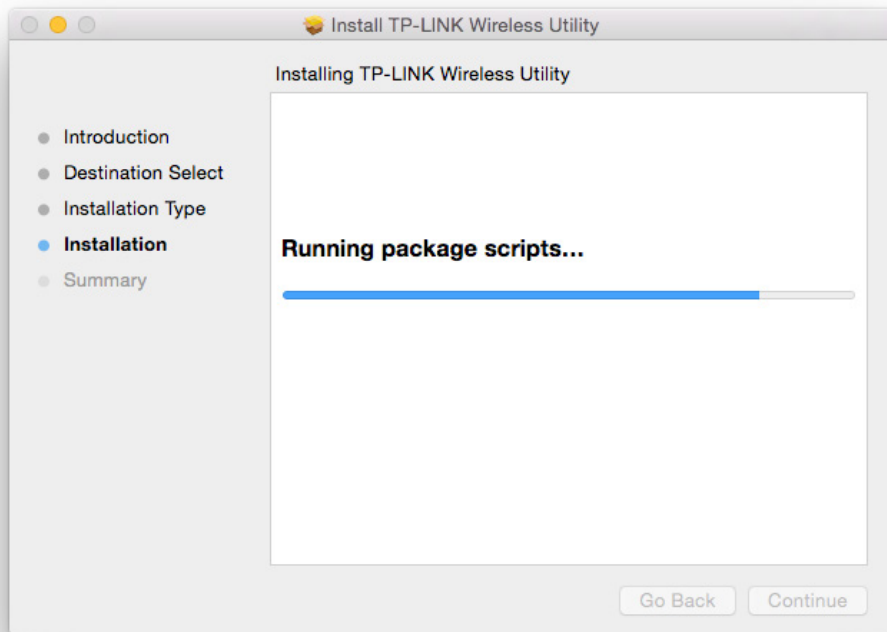 Install TP-LINK Wireless Utility
Installing TP-LINK Wireless Utility
Introduction
Destination Select
Installation Type
Installation
Summary
Running package scripts...
Go Back
Continue